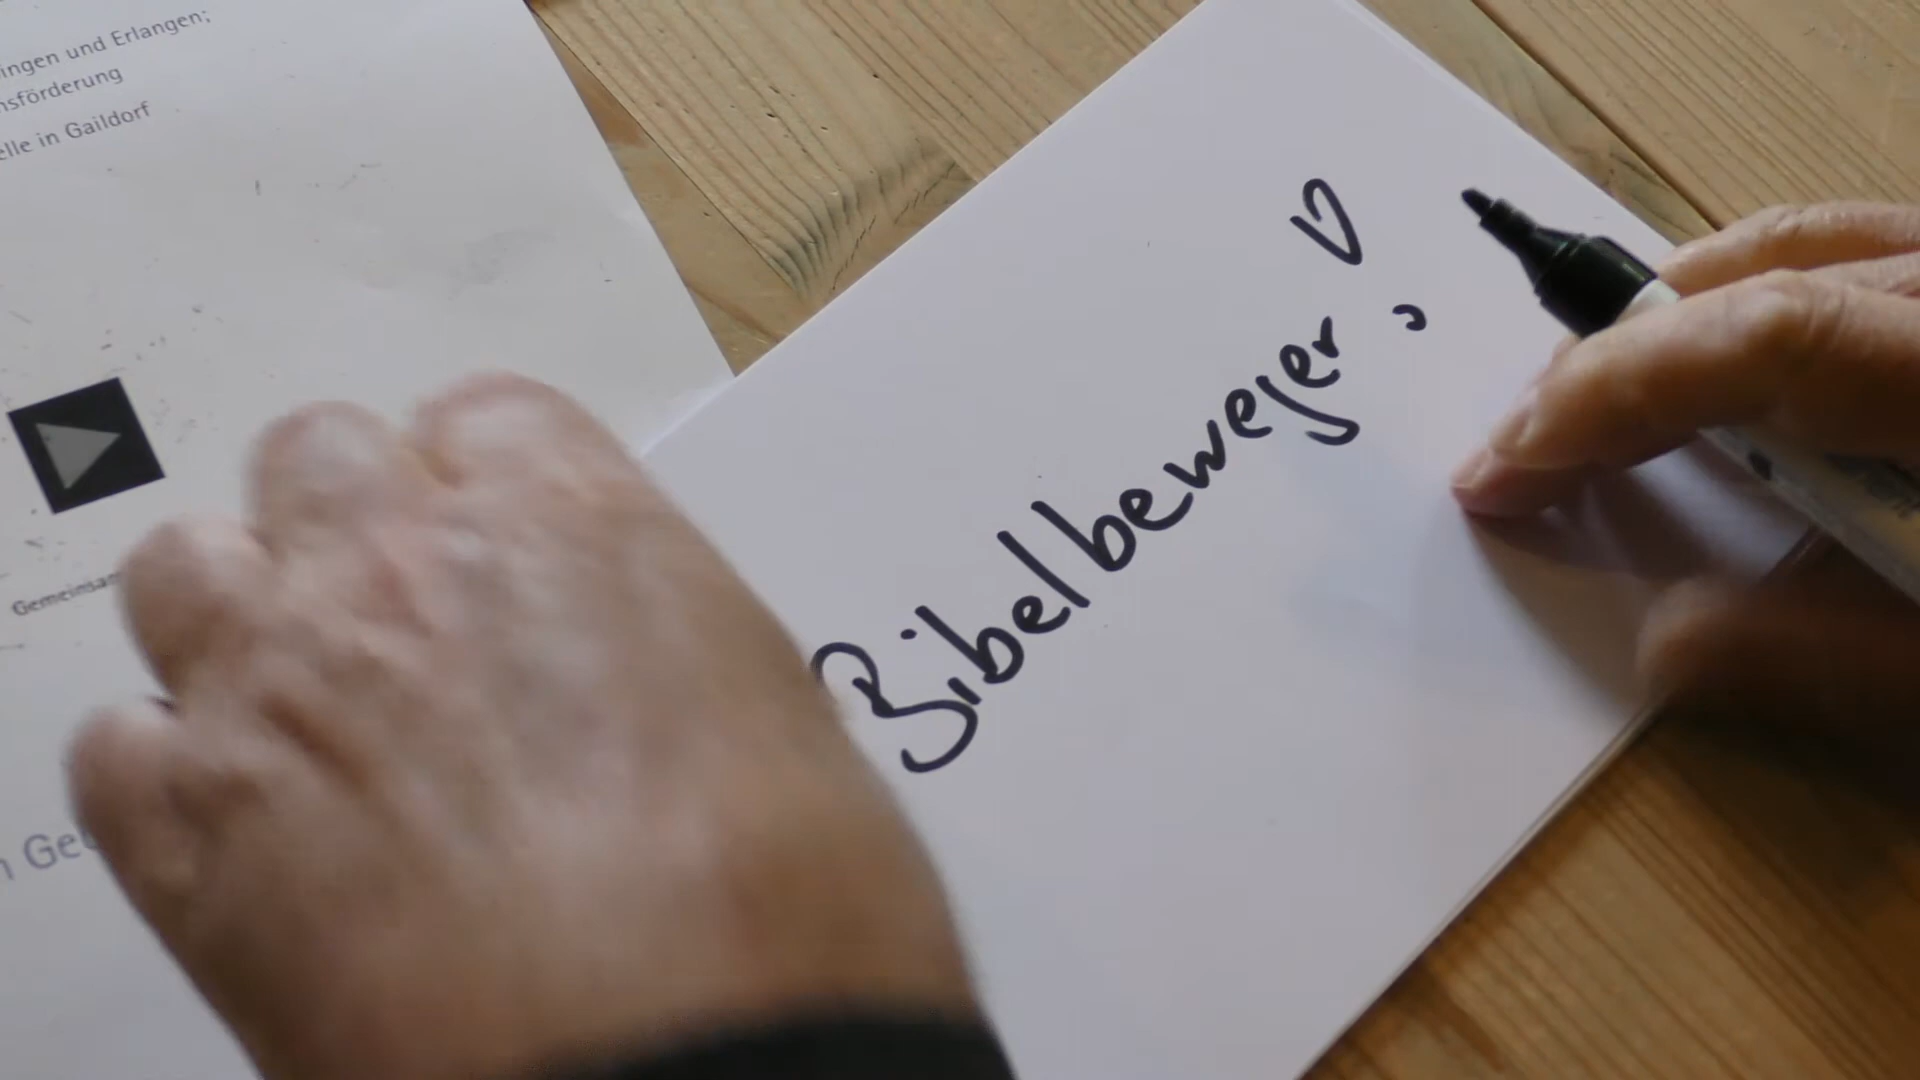 ingen und Erlangen;
nsförderung
elle in Gaildorf
Gemeinsam
n Ge
Bibelbeweger!